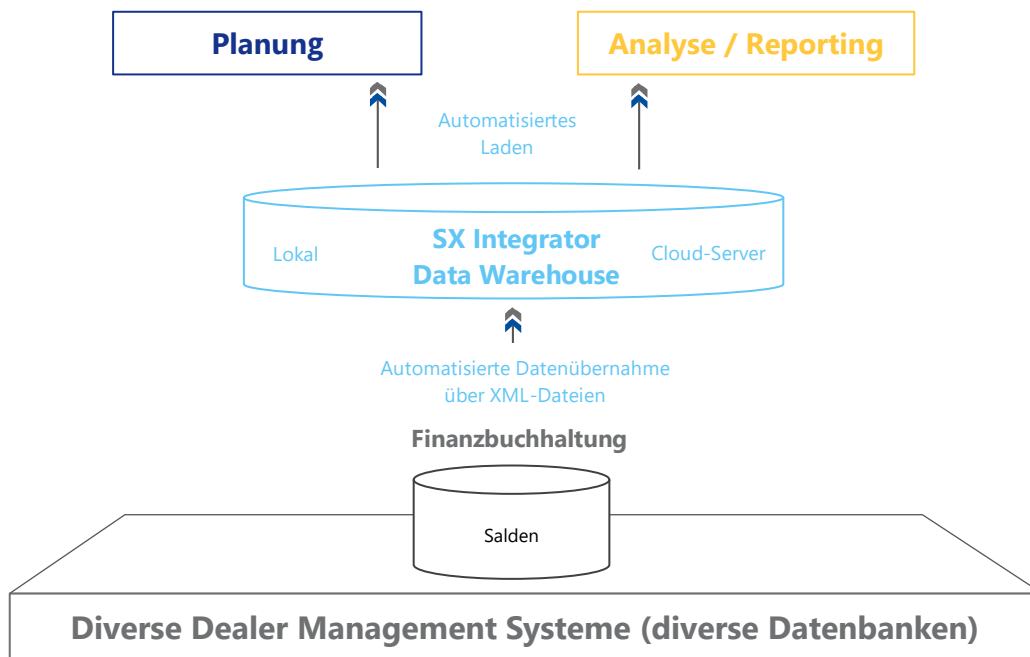 Planung
Analyse / Reporting
Automatisiertes
Laden
SX Integrator
Data Warehouse
Lokal
Cloud-Server
Automatisierte Datenübernahme
über XML-Dateien
Finanzbuchhaltung
Salden
Diverse Dealer Management Systeme (diverse Datenbanken)